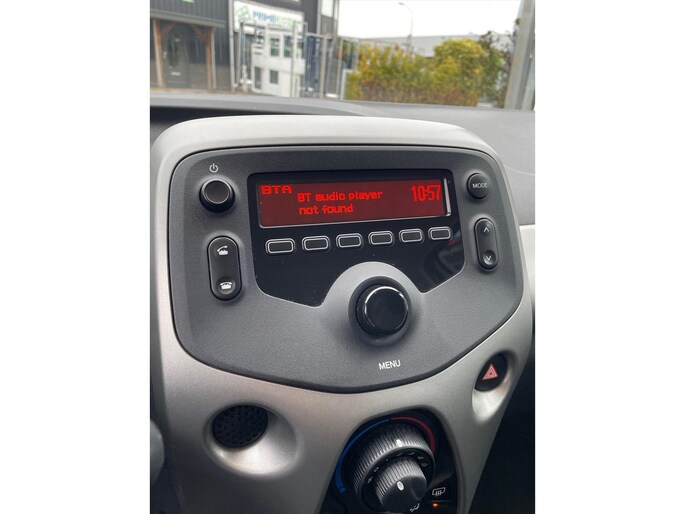 BTA
BT audio player
not found
10:57
MODE
MENU